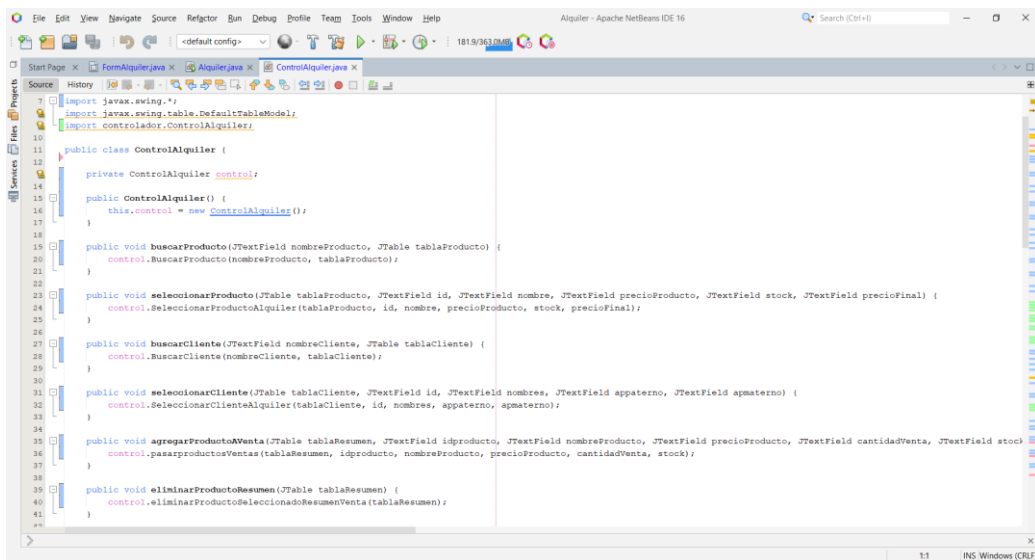 File Edit View Navigate Source Refactor Run Debug Profile Team Tools Window Help
Alquiler - Apache NetBeans IDE 16
Search (Ctrl+I)
<default config>
181.9/363.0MB
Start Page FormAlquiler.java Alquiler.java ControlAlquiler.java
Source History
Projects
Files
Services
7 import javax.swing.*;
import javax.swing.table.DefaultTableModel;
import controlador.ControlAlquiler;
10
11 public class ControlAlquiler {
12
private ControlAlquiler control;
14
15 public ControlAlquiler() {
16 this.control = new ControlAlquiler();
17 }
18
19 public void buscarProducto(JTextField nombreProducto, JTable tablaProducto) {
20 control.BuscarProducto(nombreProducto, tablaProducto);
21 }
22
23 public void seleccionarProducto(JTable tablaProducto, JTextField id, JTextField nombre, JTextField precioProducto, JTextField stock, JTextField precioFinal) {
24 control.SeleccionarProductoAlquiler(tablaProducto, id, nombre, precioProducto, stock, precioFinal);
25 }
26
27 public void buscarCliente(JTextField nombreCliente, JTable tablaCliente) {
28 control.BuscarCliente(nombreCliente, tablaCliente);
29 }
30
31 public void seleccionarCliente(JTable tablaCliente, JTextField id, JTextField nombres, JTextField appaterno, JTextField apmaterno) {
32 control.SeleccionarClienteAlquiler(tablaCliente, id, nombres, appaterno, apmaterno);
33 }
34
35 public void agregarProductoAVenta(JTable tablaResumen, JTextField idproducto, JTextField nombreProducto, JTextField precioProducto, JTextField cantidadVenta, JTextField stock
36 control.pasarproductosVentas(tablaResumen, idproducto, nombreProducto, precioProducto, cantidadVenta, stock);
37 }
38
39 public void eliminarProductoResumen(JTable tablaResumen) {
40 control.eliminarProductoSeleccionadoResumenVenta(tablaResumen);
41 }
1:1 INS Windows (CRLF